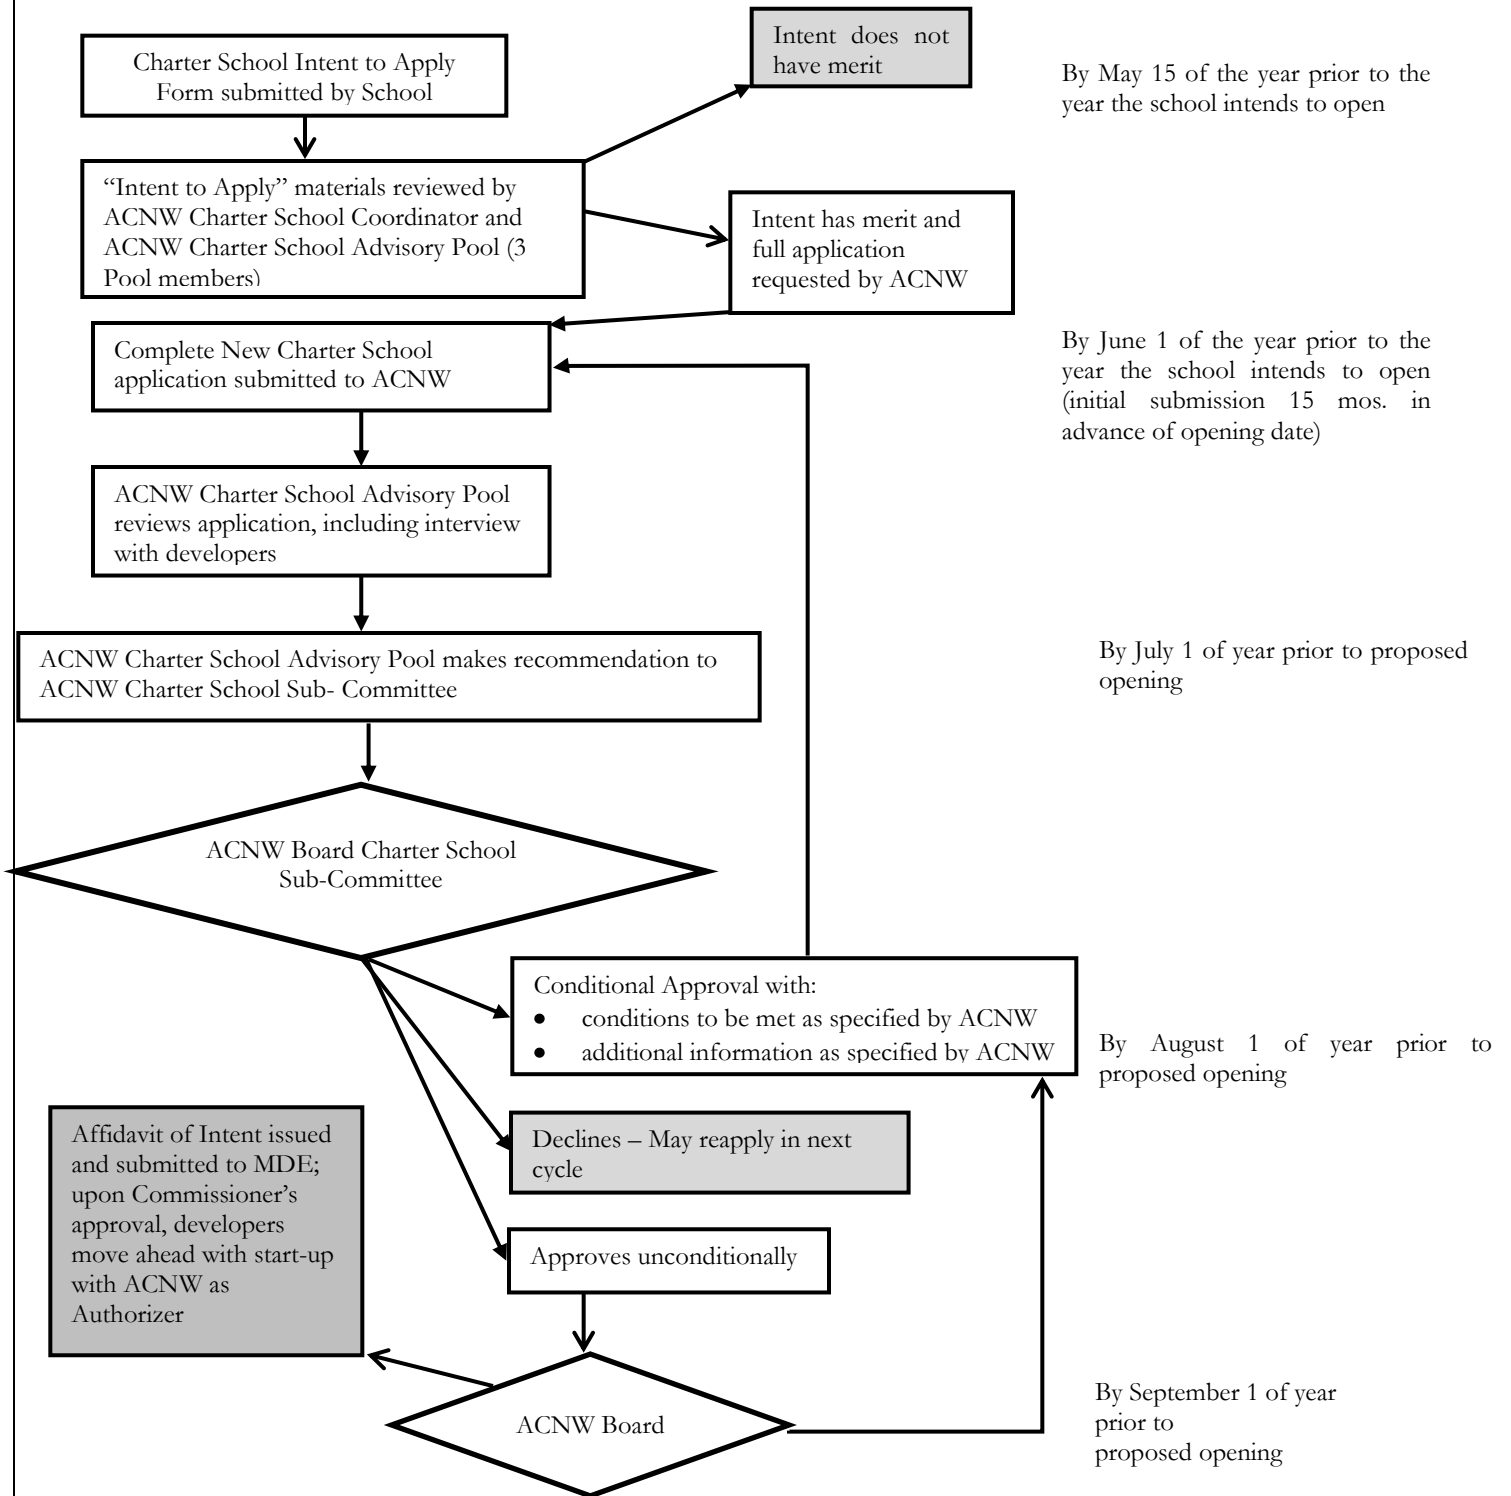 Charter School Intent to Apply
Form submitted by School
Intent does not
have merit
By May 15 of the year prior to the
year the school intends to open
“Intent to Apply” materials reviewed by
ACNW Charter School Coordinator and
ACNW Charter School Advisory Pool (3
Pool members)
Intent has merit and
full application
requested by ACNW
Complete New Charter School
application submitted to ACNW
By June 1 of the year prior to the
year the school intends to open
(initial submission 15 mos. in
advance of opening date)
ACNW Charter School Advisory Pool
reviews application, including interview
with developers
ACNW Charter School Advisory Pool makes recommendation to
ACNW Charter School Sub- Committee
By July 1 of year prior to proposed
opening
ACNW Board Charter School
Sub-Committee
Conditional Approval with:
• conditions to be met as specified by ACNW
• additional information as specified by ACNW
By August 1 of year prior to
proposed opening
Declines – May reapply in next
cycle
Affidavit of Intent issued
and submitted to MDE;
upon Commissioner’s
approval, developers
move ahead with start-up
with ACNW as
Authorizer
Approves unconditionally
ACNW Board
By September 1 of year
prior to
proposed opening